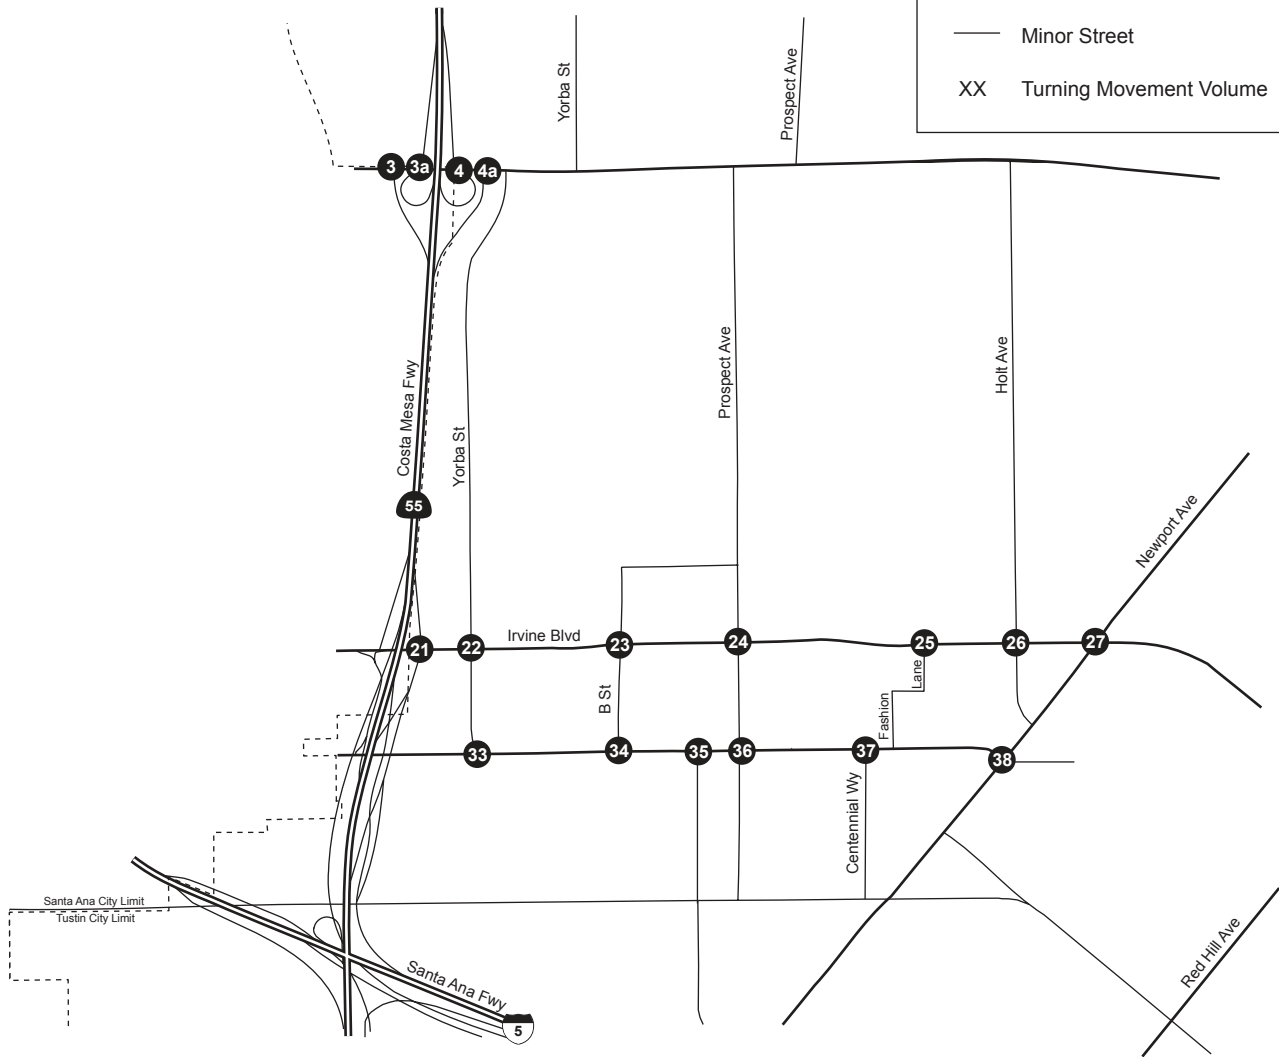 Minor Street
XX Turning Movement Volume
Yorba St
Prospect Ave
3
3a
4
4a
Prospect Ave
Holt Ave
Costa Mesa Fwy
Yorba St
55
Newport Ave
21
22
Irvine Blvd
23
24
25
26
27
Lane
B St
Fashion
33
34
35
36
37
38
Centennial Wy
Santa Ana City Limit
Tustin City Limit
Red Hill Ave
Santa Ana Fwy
5